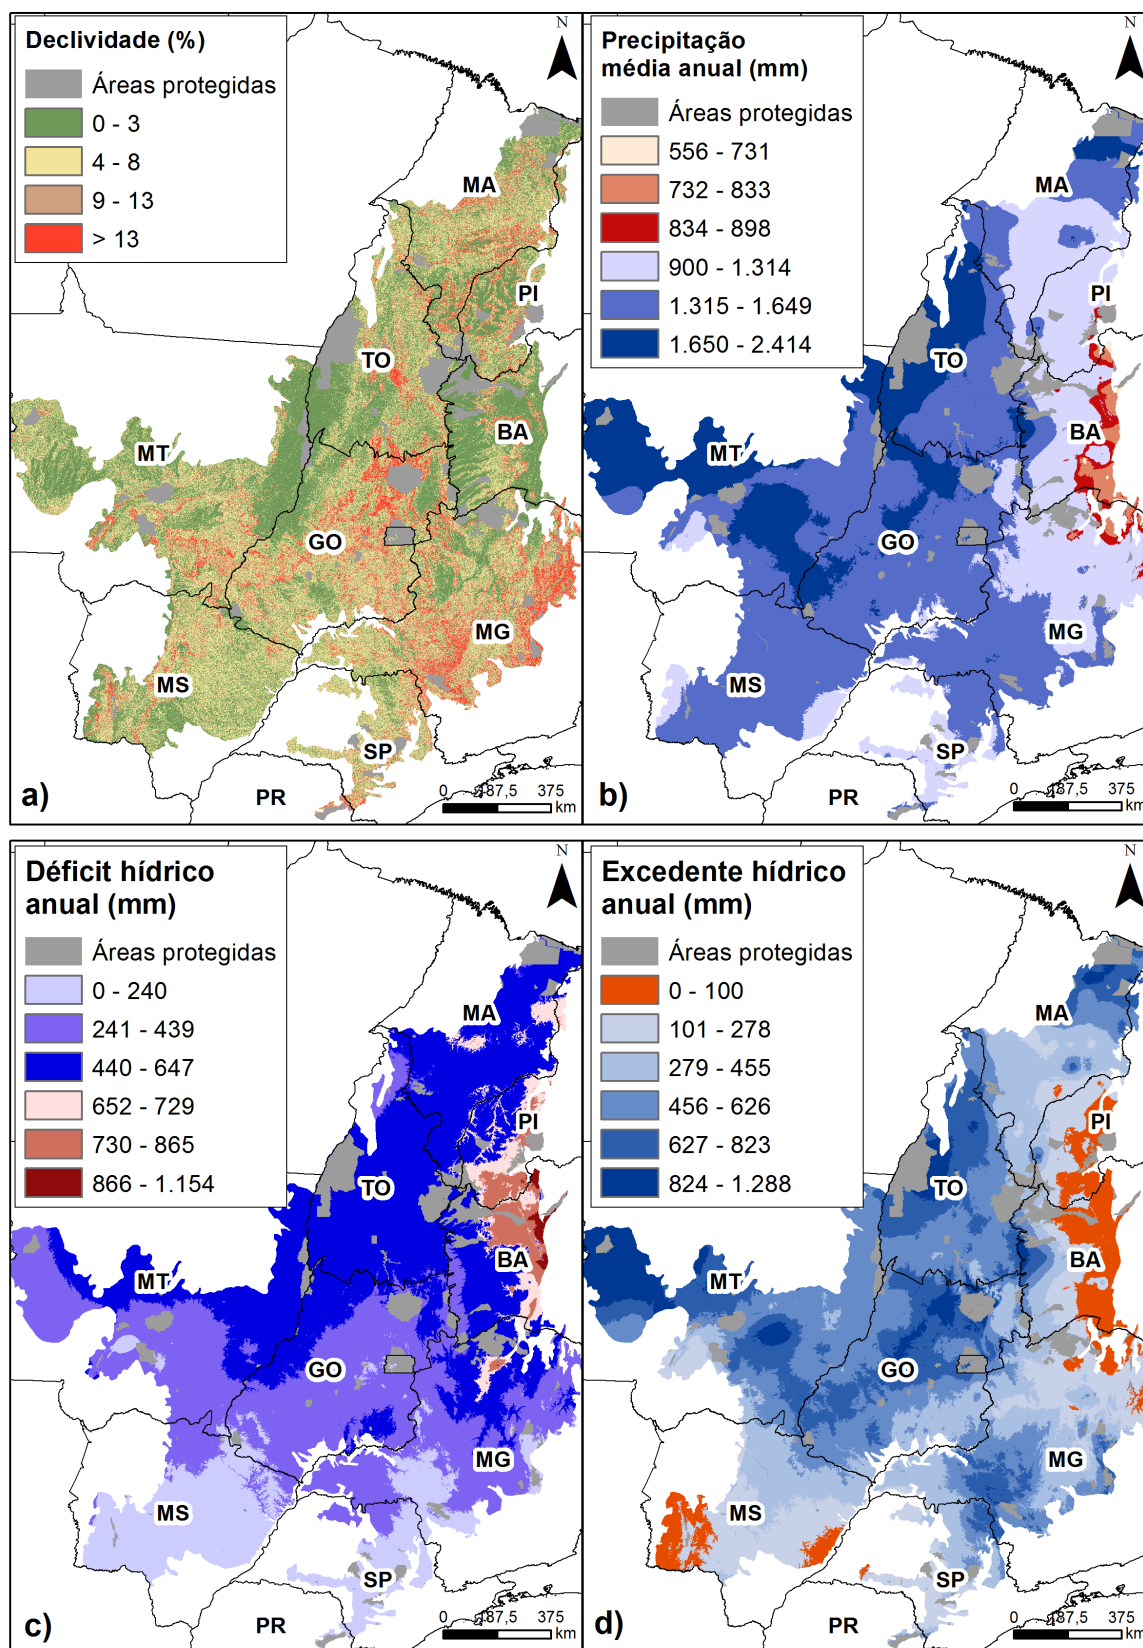 Declividade (%)
Áreas protegidas
0 - 3
4 - 8
9 - 13
> 13
N
MA
PI
TO
BA
MT
GO
MG
MS
SP
PR
a)
0 187,5 375
km
Precipitação
média anual (mm)
Áreas protegidas
556 - 731
732 - 833
834 - 898
900 - 1.314
1.315 - 1.649
1.650 - 2.414
N
MA
PI
TO
BA
MT
GO
MG
MS
SP
PR
b)
0 187,5 375
km
Déficit hídrico
anual (mm)
Áreas protegidas
0 - 240
241 - 439
440 - 647
652 - 729
730 - 865
866 - 1.154
N
MA
PI
TO
BA
MT
GO
MG
MS
SP
PR
c)
0 187,5 375
km
Excedente hídrico
anual (mm)
Áreas protegidas
0 - 100
101 - 278
279 - 455
456 - 626
627 - 823
824 - 1.288
N
MA
PI
TO
BA
MT
GO
MG
MS
SP
PR
d)
0 187,5 375
km